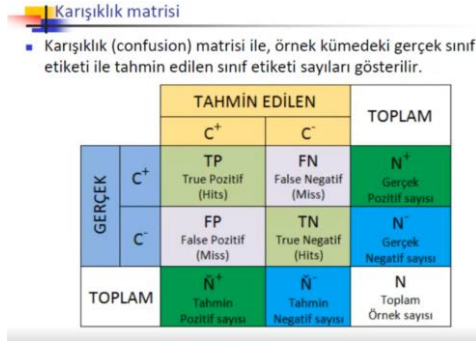 Karışıklık matrisi
Karışıklık (confusion) matrisi ile, örnek kümedeki gerçek sınıf
etiketi ile tahmin edilen sınıf etiketi sayıları gösterilir.
TAHMİN EDİLEN
TOPLAM
C+
C-
GERÇEK
C+
TP
True Pozitif
(Hits)
FN
False Negatif
(Miss)
N+
Gerçek
Pozitif sayısı
C-
FP
False Pozitif
(Miss)
TN
True Negatif
(Hits)
N-
Gerçek
Negatif sayısı
TOPLAM
Ň+
Tahmin
Pozitif sayısı
Ň-
Tahmin
Negatif sayısı
N
Toplam
Örnek sayısı